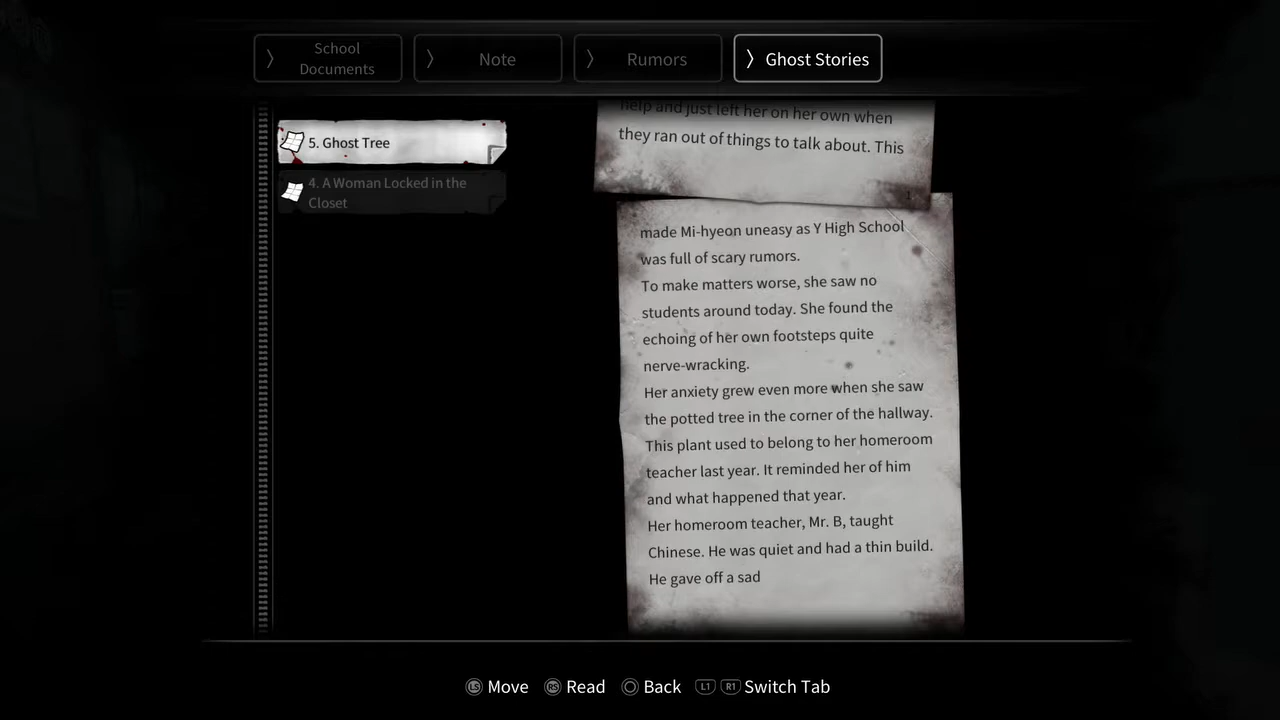 School
Documents
Note
Rumors
Ghost Stories
5. Ghost Tree
4. A Woman Locked in the
Closet
help and just left her on her own when
they ran out of things to talk about. This
made Mi-hyeon uneasy as Y High School
was full of scary rumors.
To make matters worse, she saw no
students around today. She found the
echoing of her own footsteps quite
nerve-wracking.
Her anxiety grew even more when she saw
the potted tree in the corner of the hallway.
This plant used to belong to her homeroom
teacher last year. It reminded her of him
and what happened that year.
Her homeroom teacher, Mr. B, taught
Chinese. He was quiet and had a thin build.
He gave off a sad
LS Move RS Read Back L1 R1 Switch Tab